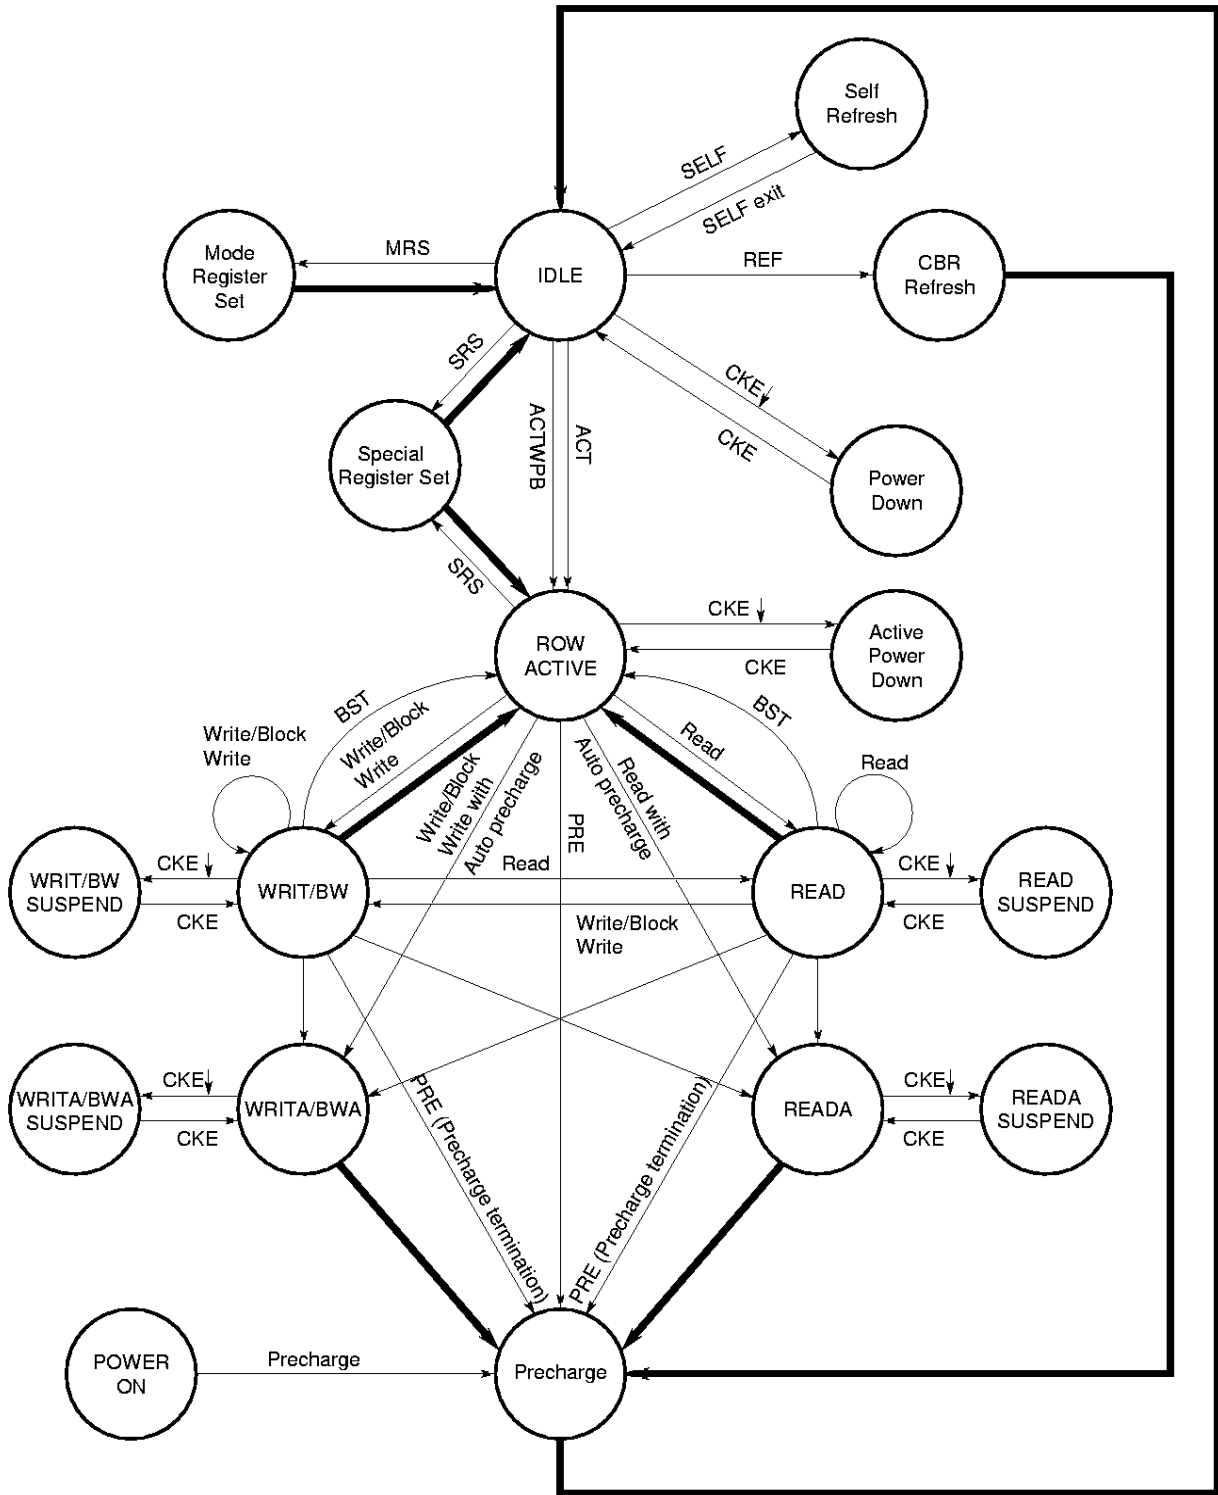 Self
Refresh
SELF
SELF exit
Mode
Register
Set
MRS
IDLE
REF
CBR
Refresh
SRS
CKE
CKE
ACTWPB
ACT
Special
Register Set
Power
Down
SRS
ROW
ACTIVE
CKE
CKE
Active
Power
Down
BST
Write/Block
Write
BST
Read
Write/Block
Write
Write/Block
Write with
Auto precharge
PRE
Read with
Auto precharge
Read
WRIT/BW
SUSPEND
CKE
CKE
WRIT/BW
Read
Write/Block
Write
READ
CKE
CKE
READ
SUSPEND
WRITA/BWA
SUSPEND
CKE
CKE
WRITA/BWA
PRE (Precharge termination)
PRE (Precharge termination)
READA
CKE
CKE
READA
SUSPEND
POWER
ON
Precharge
Precharge